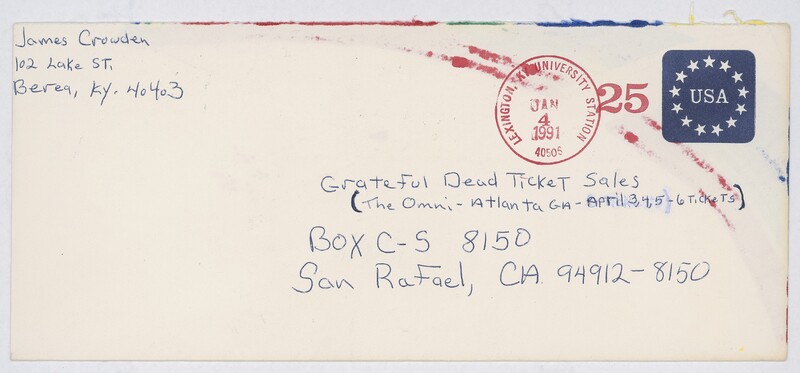 James Crowden
102 Lake St.
Berea, Ky. 40403
LEXINGTON, KY UNIVERSITY STATION
JAN
4
1991
40506
25
USA
Grateful Dead Ticket Sales
(The Omni - Atlanta GA - April 3,4,5 - 6 Tickets)
Box C-S 8150
San Rafael, CA. 94912-8150